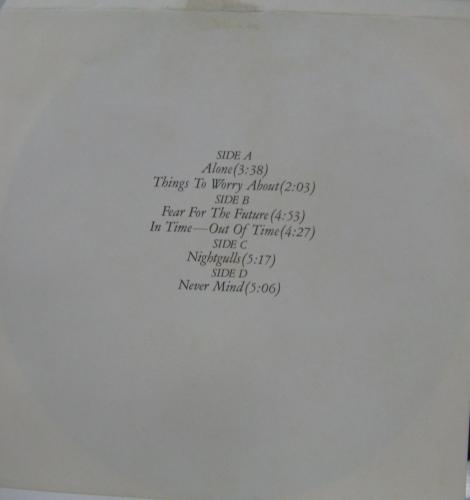 SIDE A
Alone(3:38)
Things To Worry About(2:03)
SIDE B
Fear For The Future(4:53)
In Time—Out Of Time(4:27)
SIDE C
Nightgulls(5:17)
SIDE D
Never Mind(5:06)